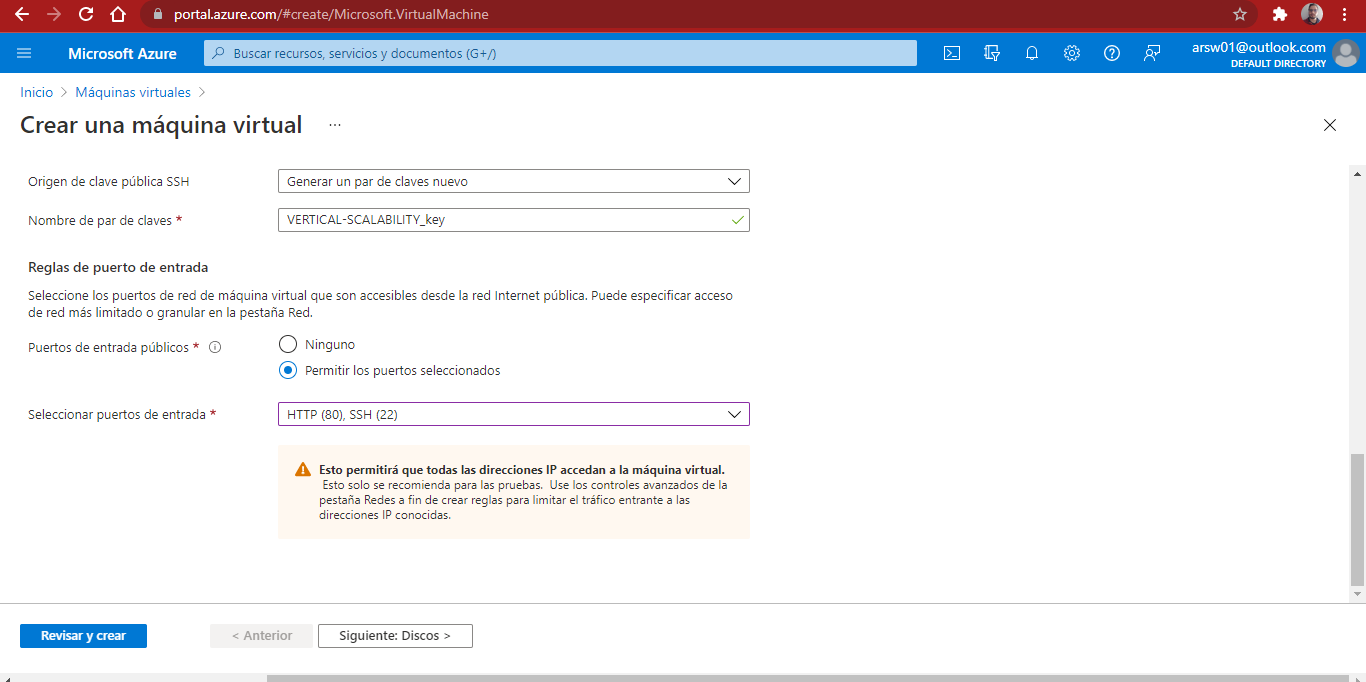 portal.azure.com/#create/Microsoft.VirtualMachine
Microsoft Azure
Buscar recursos, servicios y documentos (G+/)
arsw01@outlook.com
DEFAULT DIRECTORY
Inicio > Máquinas virtuales >
Crear una máquina virtual ...
Origen de clave pública SSH
Generar un par de claves nuevo
Nombre de par de claves *
VERTICAL-SCALABILITY_key
Reglas de puerto de entrada
Seleccione los puertos de red de máquina virtual que son accesibles desde la red Internet pública. Puede especificar acceso
de red más limitado o granular en la pestaña Red.
Puertos de entrada públicos *
Ninguno
Permitir los puertos seleccionados
Seleccionar puertos de entrada *
HTTP (80), SSH (22)
Esto permitirá que todas las direcciones IP accedan a la máquina virtual.
Esto solo se recomienda para las pruebas. Use los controles avanzados de la
pestaña Redes a fin de crear reglas para limitar el tráfico entrante a las
direcciones IP conocidas.
Revisar y crear
< Anterior
Siguiente: Discos >